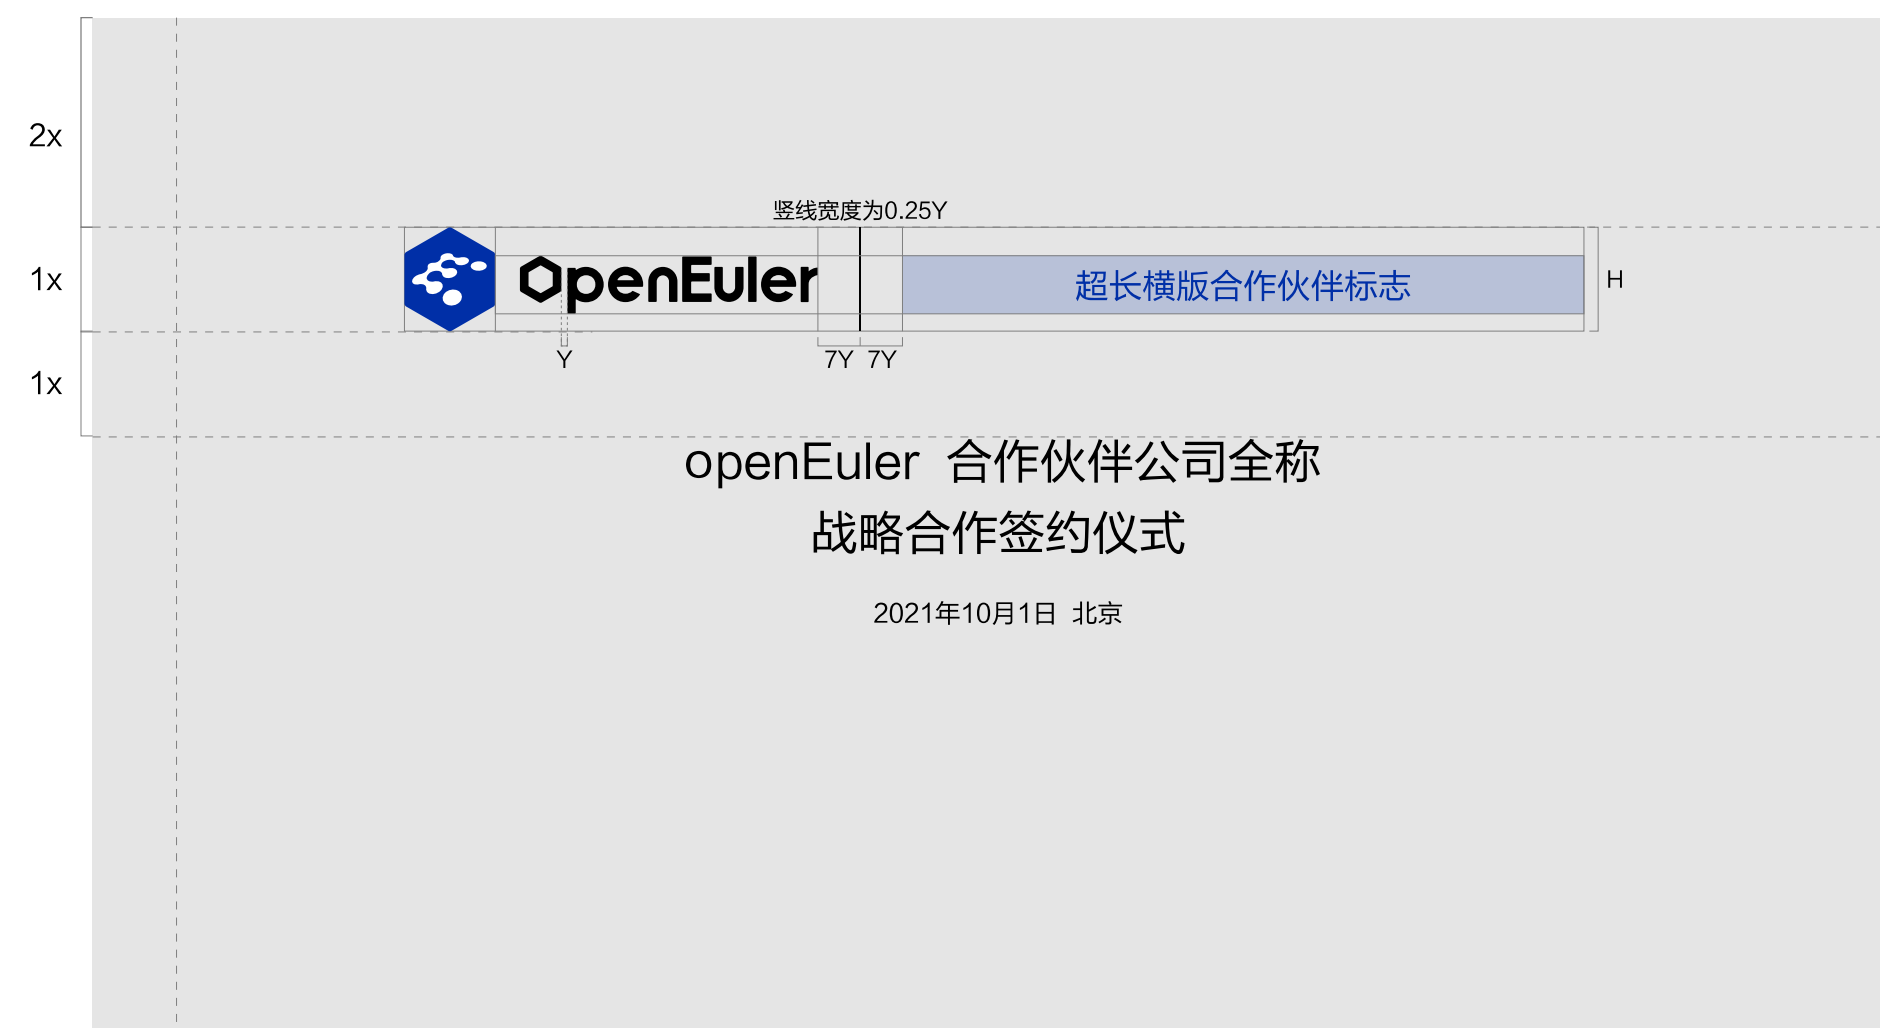 2x
竖线宽度为0.25Y
1x
openEuler
超长横版合作伙伴标志
H
Y
7Y
7Y
1x
openEuler 合作伙伴公司全称
战略合作签约仪式
2021年10月1日 北京